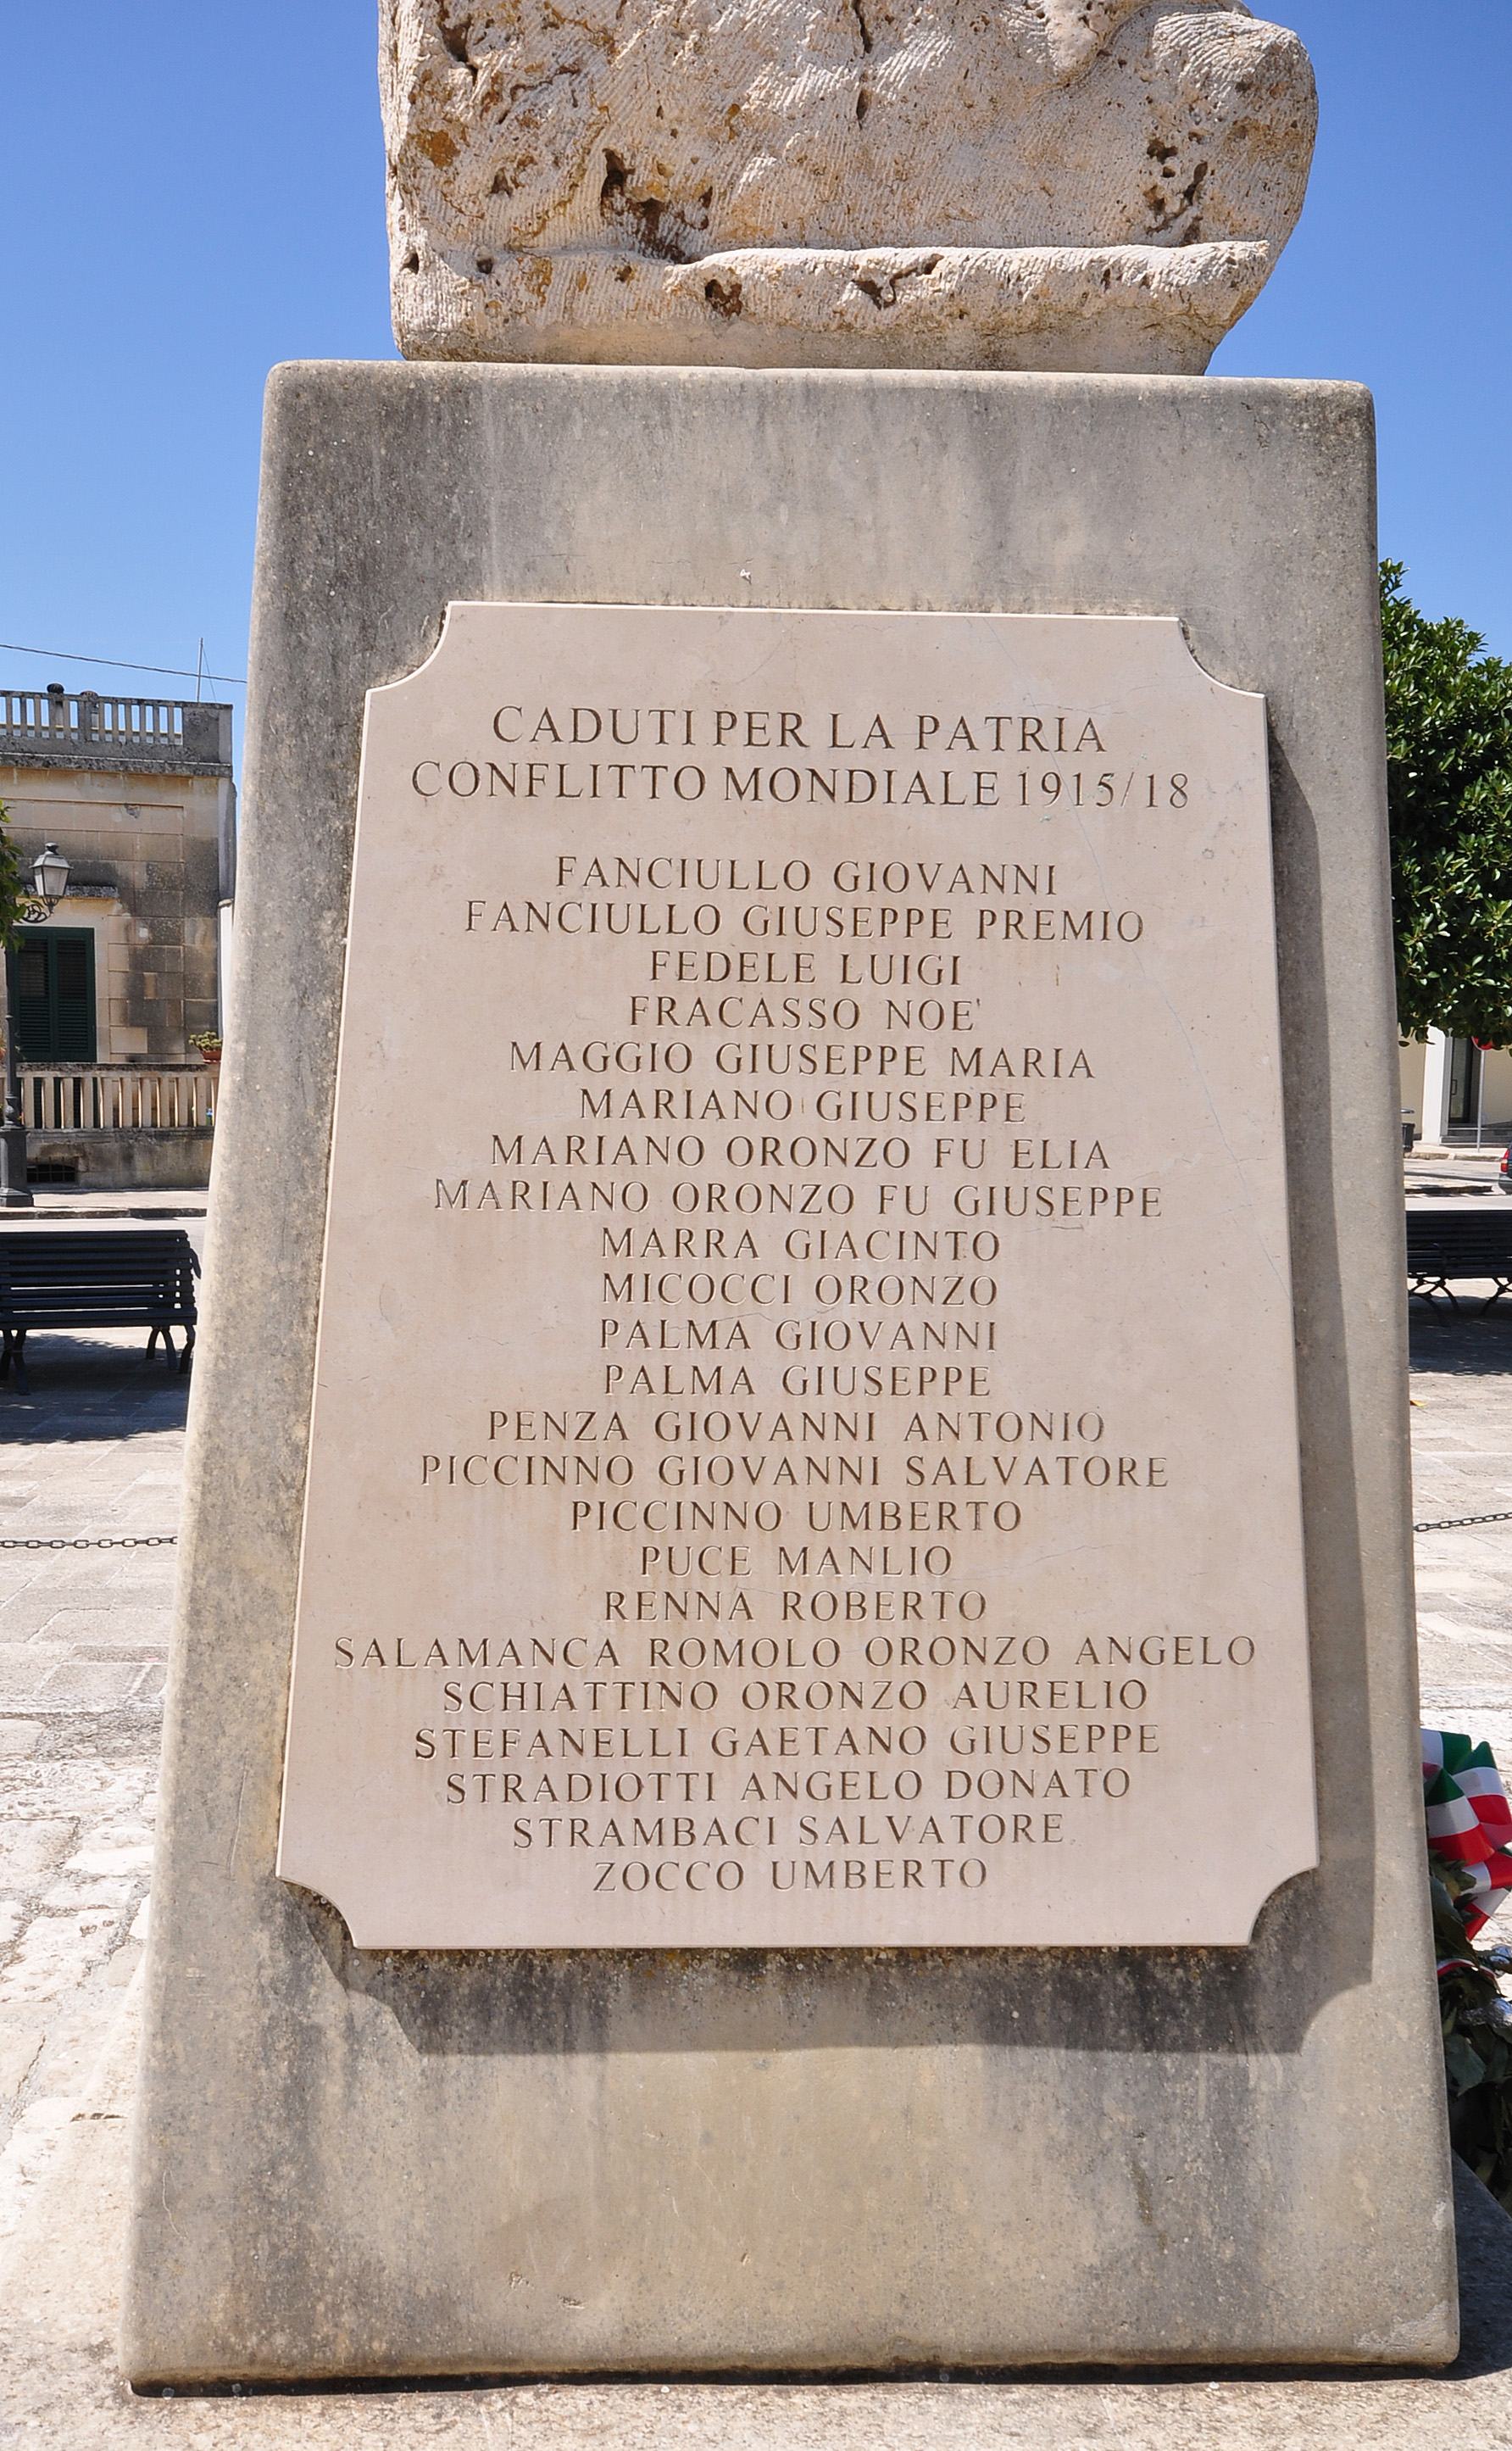 CADUTI PER LA PATRIA
CONFLITTO MONDIALE 1915/18
FANCIULLO GIOVANNI
FANCIULLO GIUSEPPE PREMIO
FEDELE LUIGI
FRACASSO NOE'
MAGGIO GIUSEPPE MARIA
MARIANO GIUSEPPE
MARIANO ORONZO FU ELIA
MARIANO ORONZO FU GIUSEPPE
MARRA GIACINTO
MICOCCI ORONZO
PALMA GIOVANNI
PALMA GIUSEPPE
PENZA GIOVANNI ANTONIO
PICCINNO GIOVANNI SALVATORE
PICCINNO UMBERTO
PUCE MANLIO
RENNA ROBERTO
SALAMANCA ROMOLO ORONZO ANGELO
SCHIATTINO ORONZO AURELIO
STEFANELLI GAETANO GIUSEPPE
STRADIOTTI ANGELO DONATO
STRAMBACI SALVATORE
ZOCCO UMBERTO